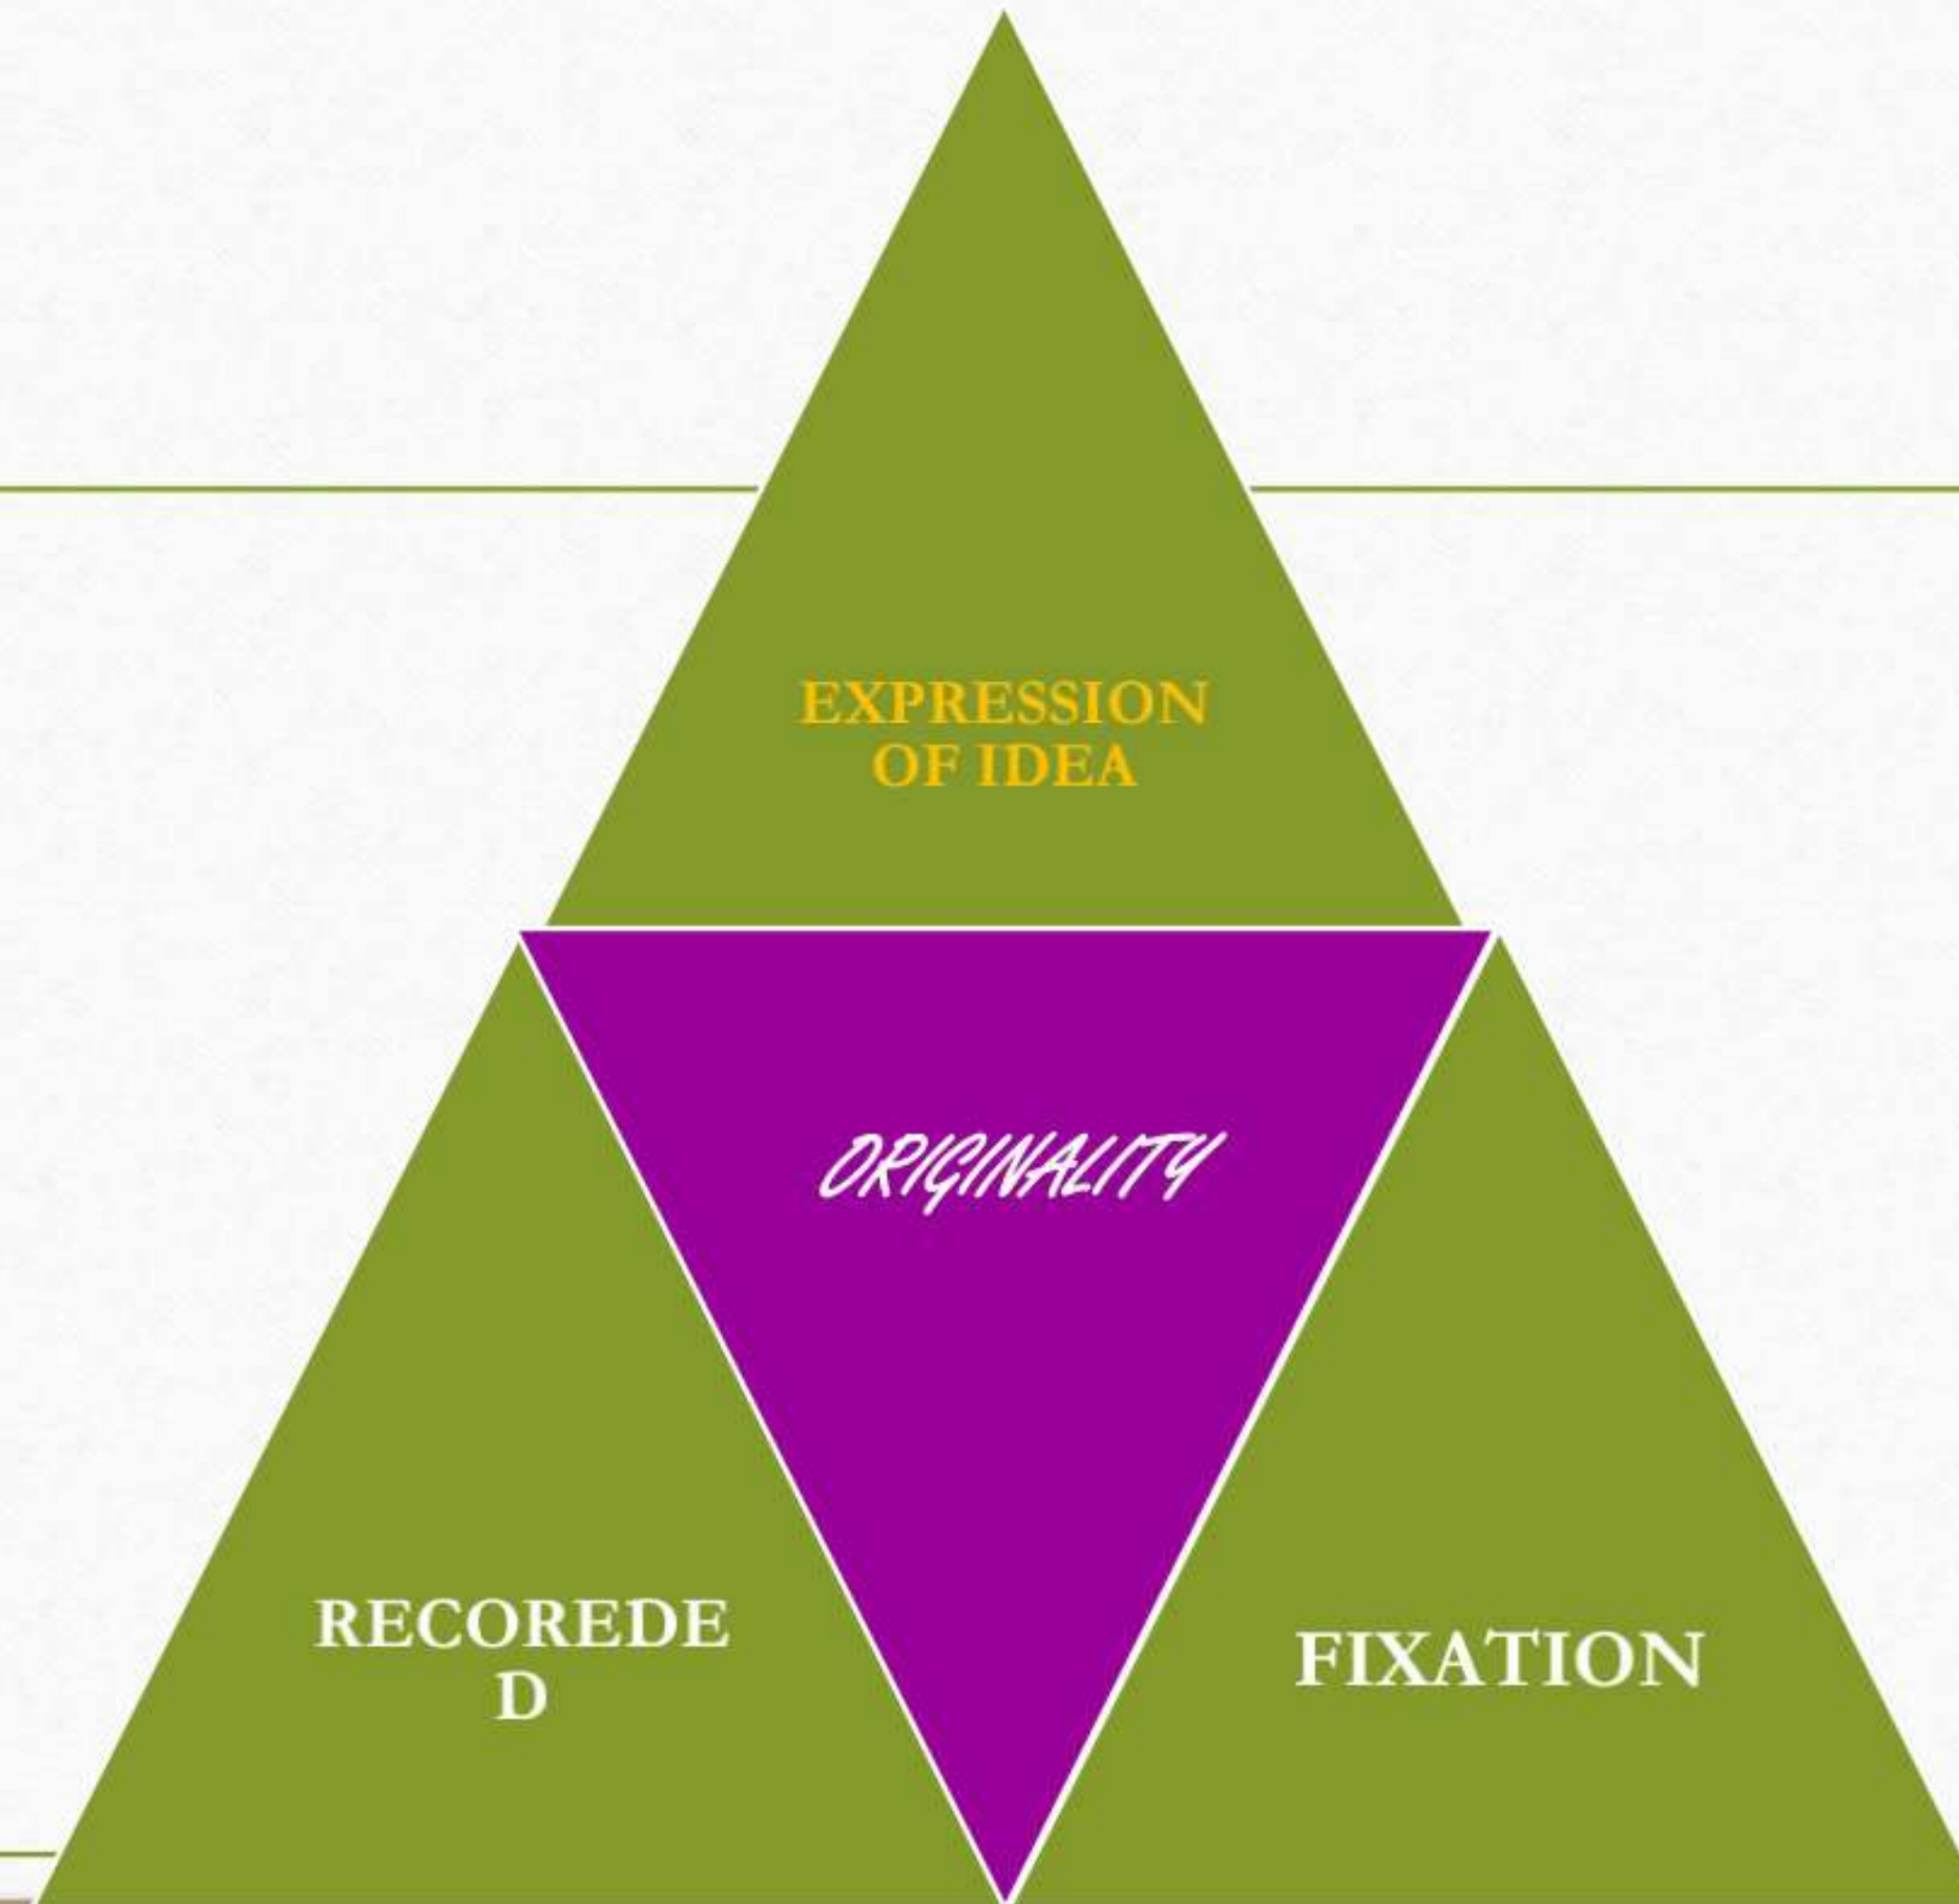 EXPRESSION
OF IDEA
ORIGINALITY
RECOREDE
D
FIXATION